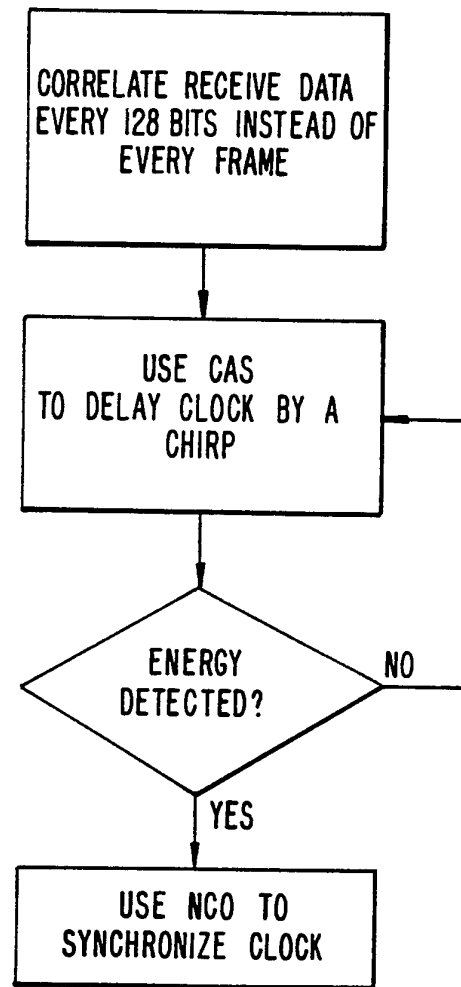 CORRELATE RECEIVE DATA
EVERY 128 BITS INSTEAD OF
EVERY FRAME
USE CAS
TO DELAY CLOCK BY A
CHIRP
ENERGY
DETECTED?
NO
YES
USE NCO TO
SYNCHRONIZE CLOCK